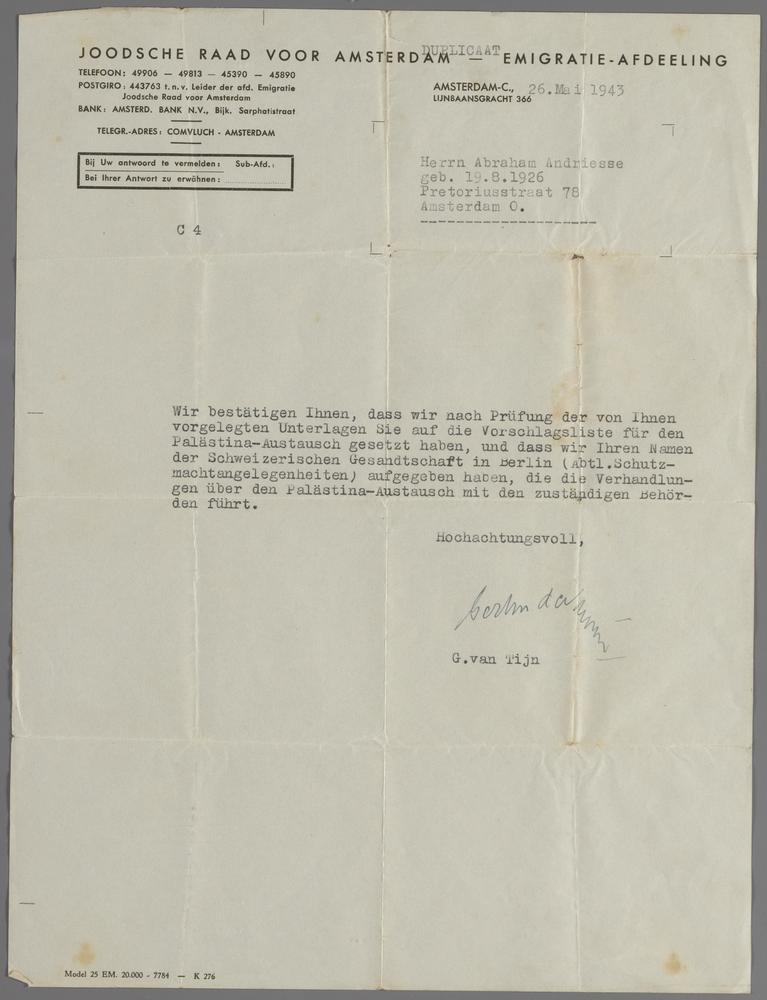 DUBLICAAT
JOODSCHE RAAD VOOR AMSTERDAM — EMIGRATIE-AFDEELING
TELEFOON: 49906 — 49813 — 45390 — 45890
POSTGIRO: 443763 t.n.v. Leider der afd. Emigratie
Joodsche Raad voor Amsterdam
BANK: AMSTERD. BANK N.V., Bijk. Sarphatistraat
TELEGR.-ADRES: COMVLUCH - AMSTERDAM
Bij Uw antwoord te vermelden: Sub-Afd.:
Bei Ihrer Antwort zu erwähnen:
C 4
AMSTERDAM-C., 26.Mai 1943
LIJNBAANSGRACHT 366
Herrn Abraham Andriesse
geb. 19.8.1926
Pretoriusstraat 78
Amsterdam O.
Wir bestätigen Ihnen, dass wir nach Prüfung der von Ihnen
vorgelegten Unterlagen Sie auf die Vorschlagsliste für den
Palästina-Austausch gesetzt haben, und dass wir Ihren Namen
der Schweizerischen Gesandtschaft in Berlin (Abtl.Schutz-
machtangelegenheiten) aufgegeben haben, die die Verhandlun-
gen über den Palästina-Austausch mit den zuständigen Behör-
den führt.
Hochachtungsvoll,
G.van Tijn
Model 25 EM. 20.000 - 7784 — K 276